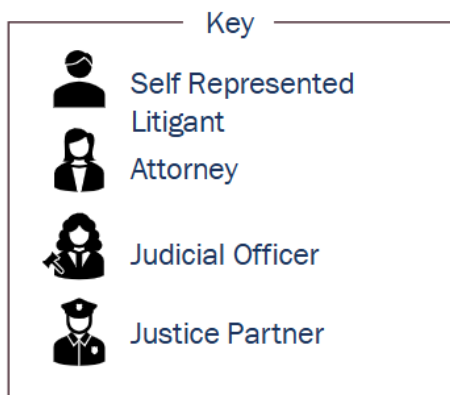 Key
Self Represented
Litigant
Attorney
Judicial Officer
Justice Partner